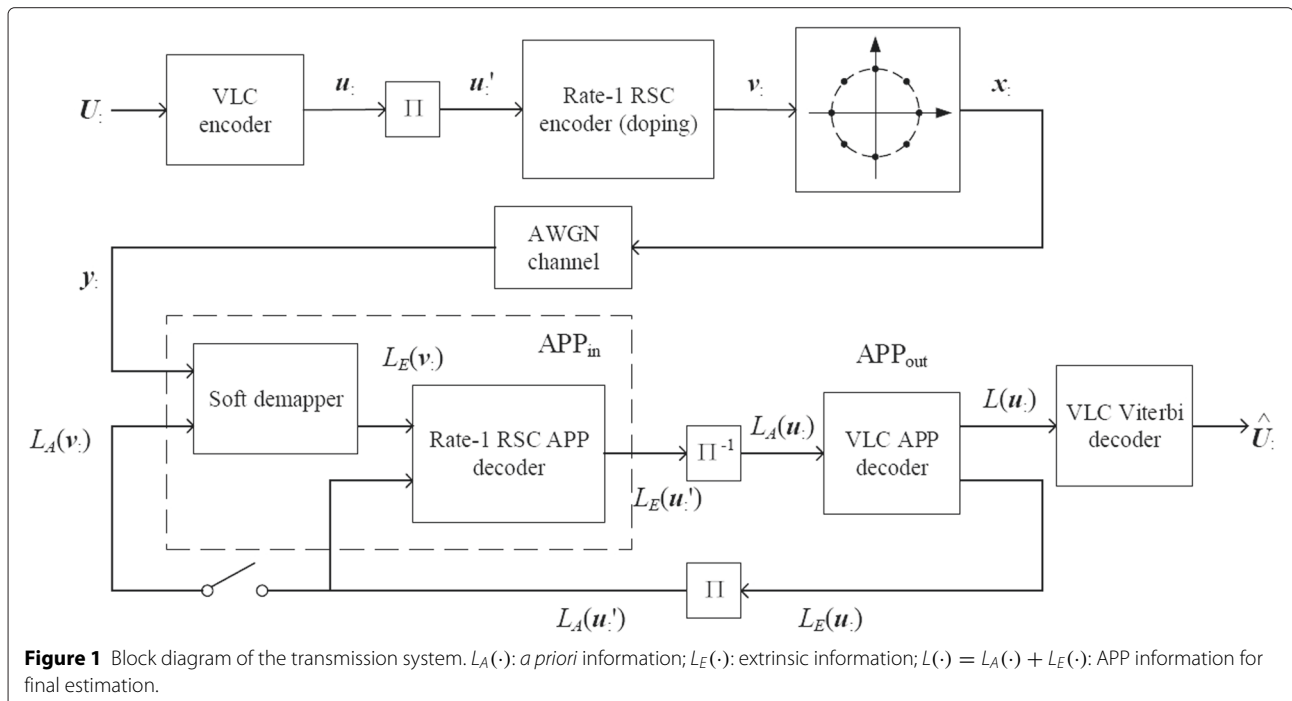 U:
VLC
encoder
u:
Π
u:'
Rate-1 RSC
encoder (doping)
v:
x:
AWGN
channel
y:
APPin
APPout
LE(v:)
L(u:)
Soft demapper
VLC Viterbi
decoder
LA(v:)
Rate-1 RSC APP
decoder
Π-1
LA(u:)
VLC APP
decoder
Û:
LE(u:')
Π
LA(u:')
LE(u:)
Figure 1 Block diagram of the transmission system. LA(·): a priori information; LE(·): extrinsic information; L(·) = LA(·) + LE(·): APP information for
final estimation.